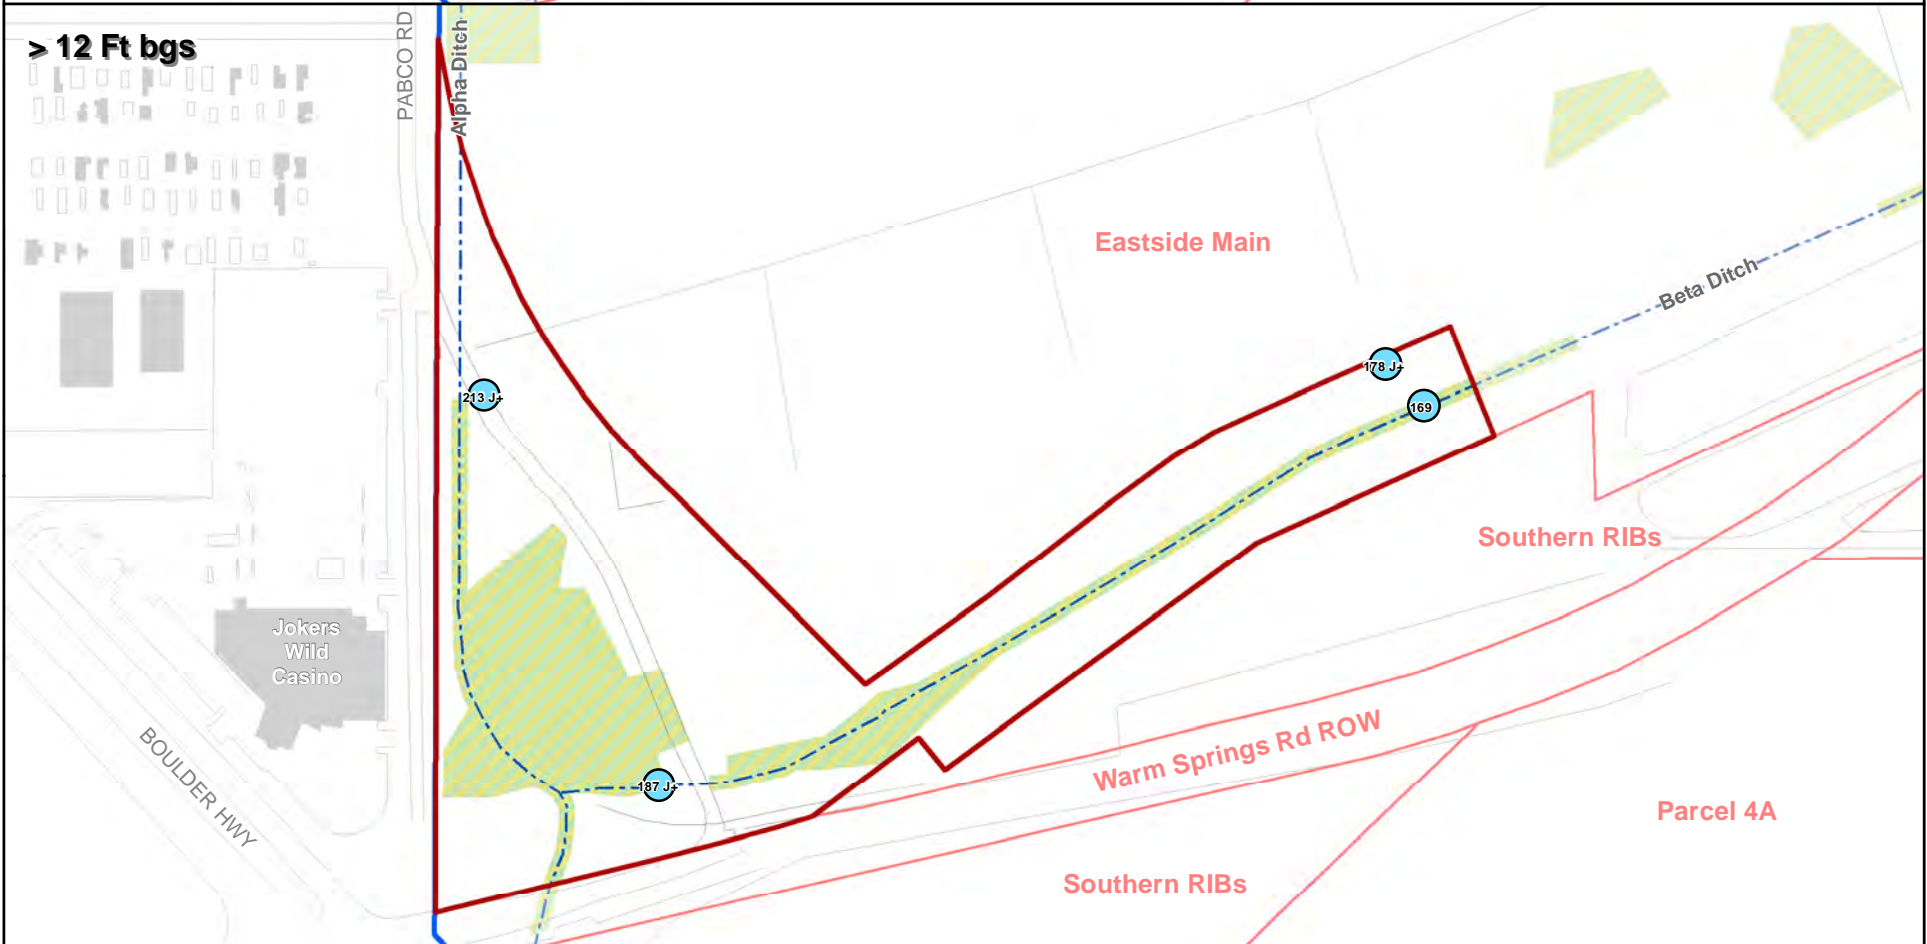 > 12 Ft bgs
PABCO RD
Alpha Ditch
Eastside Main
Beta Ditch
178 J+
213 J+
169
Southern RIBs
Jokers
Wild
Casino
Warm Springs Rd ROW
BOULDER HWY
187 J+
Parcel 4A
Southern RIBs